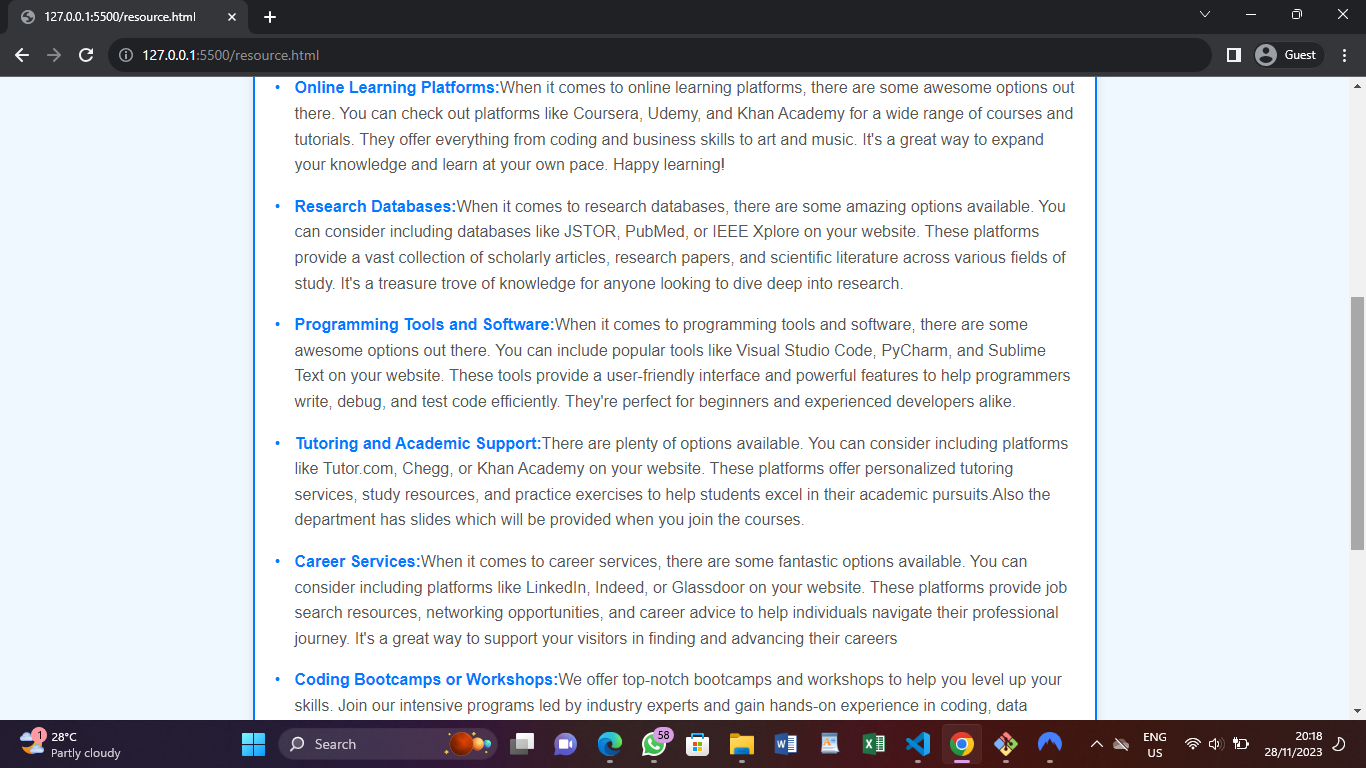 127.0.0.1:5500/resource.html
127.0.0.1:5500/resource.html
Guest
• Online Learning Platforms:When it comes to online learning platforms, there are some awesome options out
there. You can check out platforms like Coursera, Udemy, and Khan Academy for a wide range of courses and
tutorials. They offer everything from coding and business skills to art and music. It's a great way to expand
your knowledge and learn at your own pace. Happy learning!
• Research Databases:When it comes to research databases, there are some amazing options available. You
can consider including databases like JSTOR, PubMed, or IEEE Xplore on your website. These platforms
provide a vast collection of scholarly articles, research papers, and scientific literature across various fields of
study. It's a treasure trove of knowledge for anyone looking to dive deep into research.
• Programming Tools and Software:When it comes to programming tools and software, there are some
awesome options out there. You can include popular tools like Visual Studio Code, PyCharm, and Sublime
Text on your website. These tools provide a user-friendly interface and powerful features to help programmers
write, debug, and test code efficiently. They're perfect for beginners and experienced developers alike.
• Tutoring and Academic Support:There are plenty of options available. You can consider including platforms
like Tutor.com, Chegg, or Khan Academy on your website. These platforms offer personalized tutoring
services, study resources, and practice exercises to help students excel in their academic pursuits.Also the
department has slides which will be provided when you join the courses.
• Career Services:When it comes to career services, there are some fantastic options available. You can
consider including platforms like LinkedIn, Indeed, or Glassdoor on your website. These platforms provide job
search resources, networking opportunities, and career advice to help individuals navigate their professional
journey. It's a great way to support your visitors in finding and advancing their careers
• Coding Bootcamps or Workshops:We offer top-notch bootcamps and workshops to help you level up your
skills. Join our intensive programs led by industry experts and gain hands-on experience in coding, data
1
28°C
Partly cloudy
Search
58
ENG
US
20:18
28/11/2023